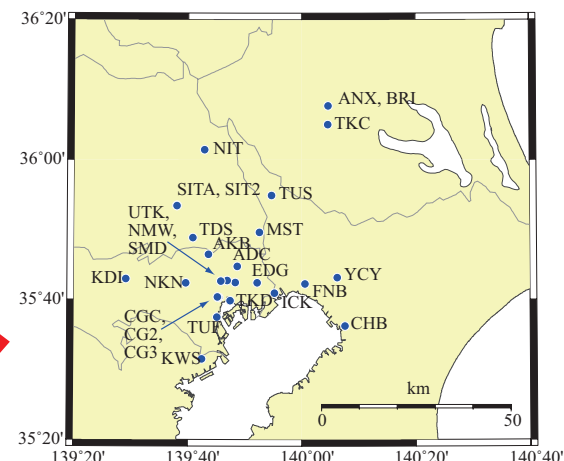 36°20'
ANX, BRI
TKC
36°00'
NIT
SITA, SIT2
TUS
UTK,
NMW,
SMD
TDS
MST
AKB
ADC
EDG
KDI
NKN
YCY
FNB
35°40'
TKD
ICK
CGC,
CG2,
CG3
TUF
CHB
KWS
km
0
50
35°20'
139°20'
139°40'
140°00'
140°20'
140°40'